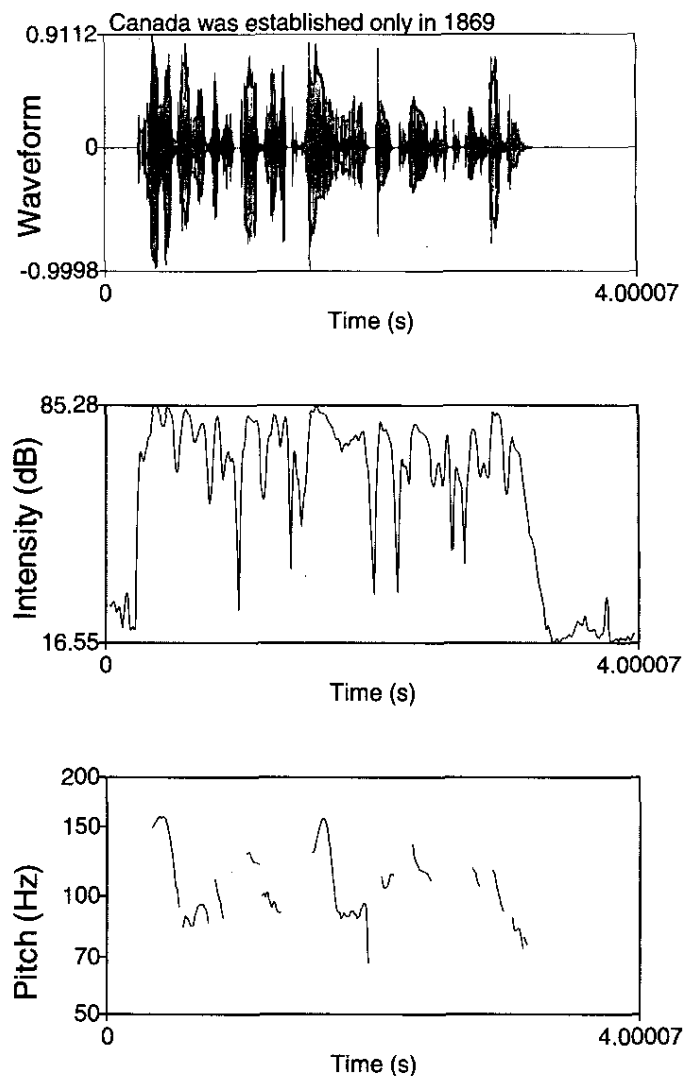 Canada was established only in 1869
0.9112
Waveform
0
-0.9998
0
4.00007
Time (s)
85.28
Intensity (dB)
16.55
0
4.00007
Time (s)
200
150
Pitch (Hz)
100
70
50
0
4.00007
Time (s)